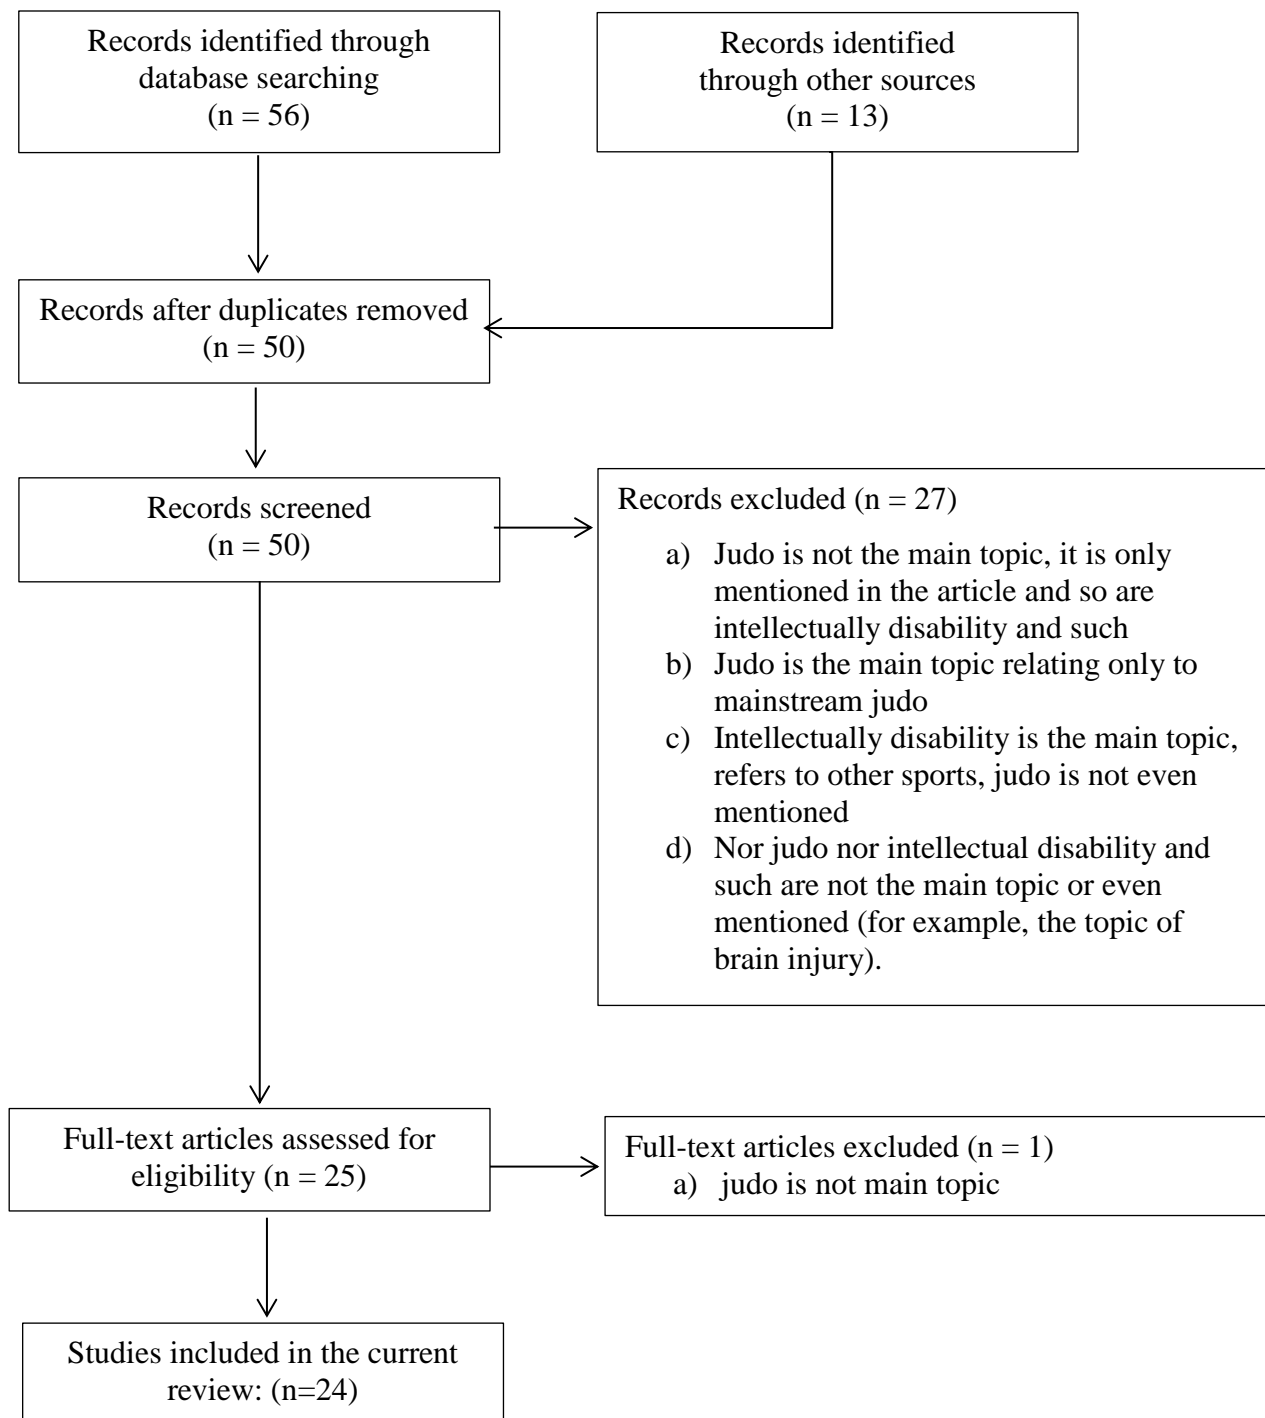 Records identified through
database searching
(n = 56)
Records identified
through other sources
(n = 13)
Records after duplicates removed
(n = 50)
Records screened
(n = 50)
Records excluded (n = 27)
a) Judo is not the main topic, it is only
mentioned in the article and so are
intellectually disability and such
b) Judo is the main topic relating only to
mainstream judo
c) Intellectually disability is the main topic,
refers to other sports, judo is not even
mentioned
d) Nor judo nor intellectual disability and
such are not the main topic or even
mentioned (for example, the topic of
brain injury).
Full-text articles assessed for
eligibility (n = 25)
Full-text articles excluded (n = 1)
a) judo is not main topic
Studies included in the current
review: (n=24)